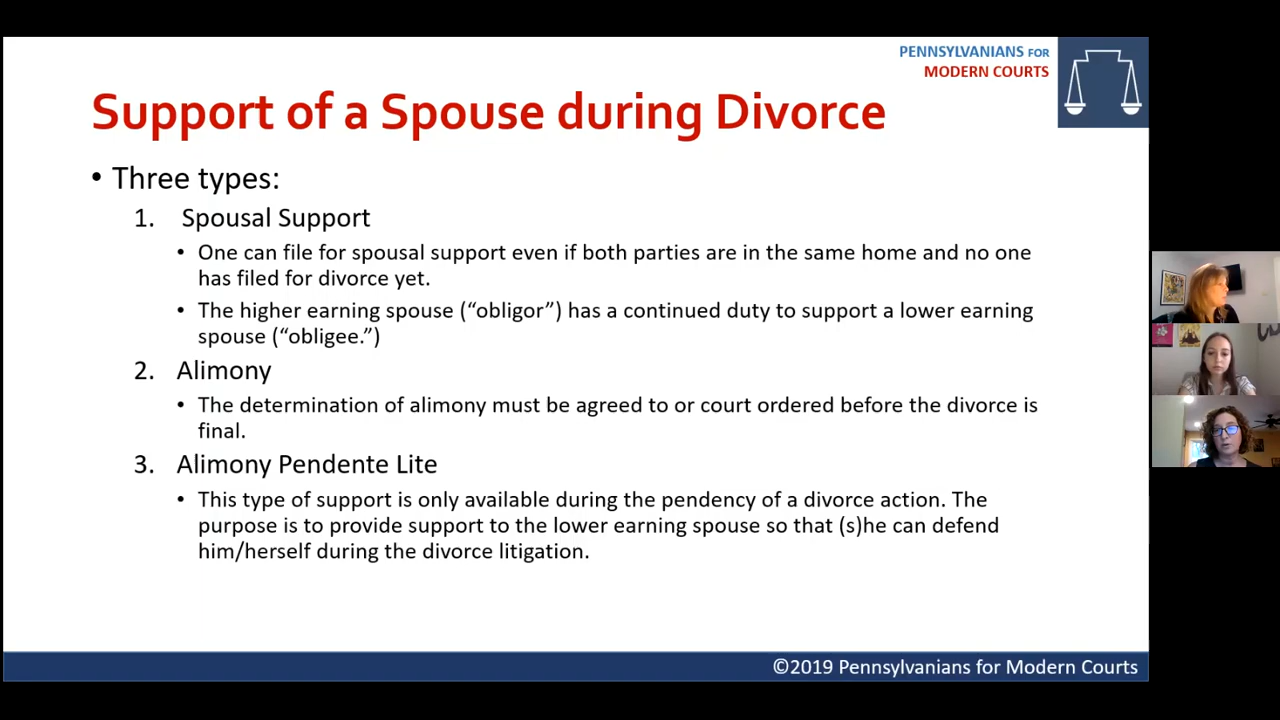 PENNSYLVANIANS FOR
MODERN COURTS
Support of a Spouse during Divorce
• Three types:
1. Spousal Support
• One can file for spousal support even if both parties are in the same home and no one
has filed for divorce yet.
• The higher earning spouse (“obligor”) has a continued duty to support a lower earning
spouse (“obligee.”)
2. Alimony
• The determination of alimony must be agreed to or court ordered before the divorce is
final.
3. Alimony Pendente Lite
• This type of support is only available during the pendency of a divorce action. The
purpose is to provide support to the lower earning spouse so that (s)he can defend
him/herself during the divorce litigation.
©2019 Pennsylvanians for Modern Courts